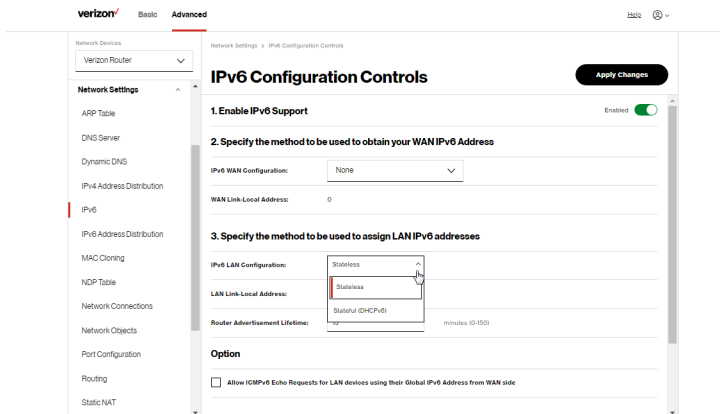 verizon✓ Basic Advanced Help
Network Devices
Verizon Router
Network Settings
ARP Table
DNS Server
Dynamic DNS
IPv4 Address Distribution
IPv6
IPv6 Address Distribution
MAC Cloning
NDP Table
Network Connections
Network Objects
Port Configuration
Routing
Static NAT
Network Settings > IPv6 Configuration Controls
IPv6 Configuration Controls
Apply Changes
1. Enable IPv6 Support Enabled
2. Specify the method to be used to obtain your WAN IPv6 Address
IPv6 WAN Configuration: None
WAN Link-Local Address: 0
3. Specify the method to be used to assign LAN IPv6 addresses
IPv6 LAN Configuration: Stateless
Stateless
LAN Link-Local Address:
Stateful (DHCPv6)
Router Advertisement Lifetime: minutes (0-150)
Option
Allow ICMPv6 Echo Requests for LAN devices using their Global IPv6 Address from WAN side